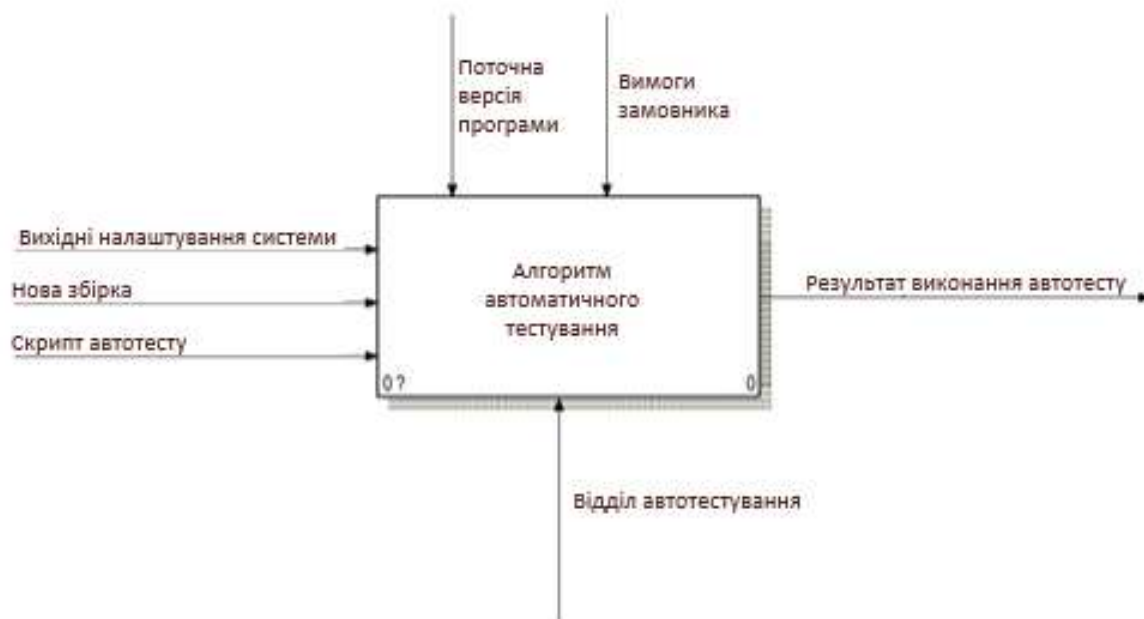 Поточна
версія
програми
Вимоги
замовника
Вихідні налаштування системи
Нова збірка
Скрипт автотесту
Алгоритм
автоматичного
тестування
Результат виконання автотесту
0 ?
0
Відділ автотестування